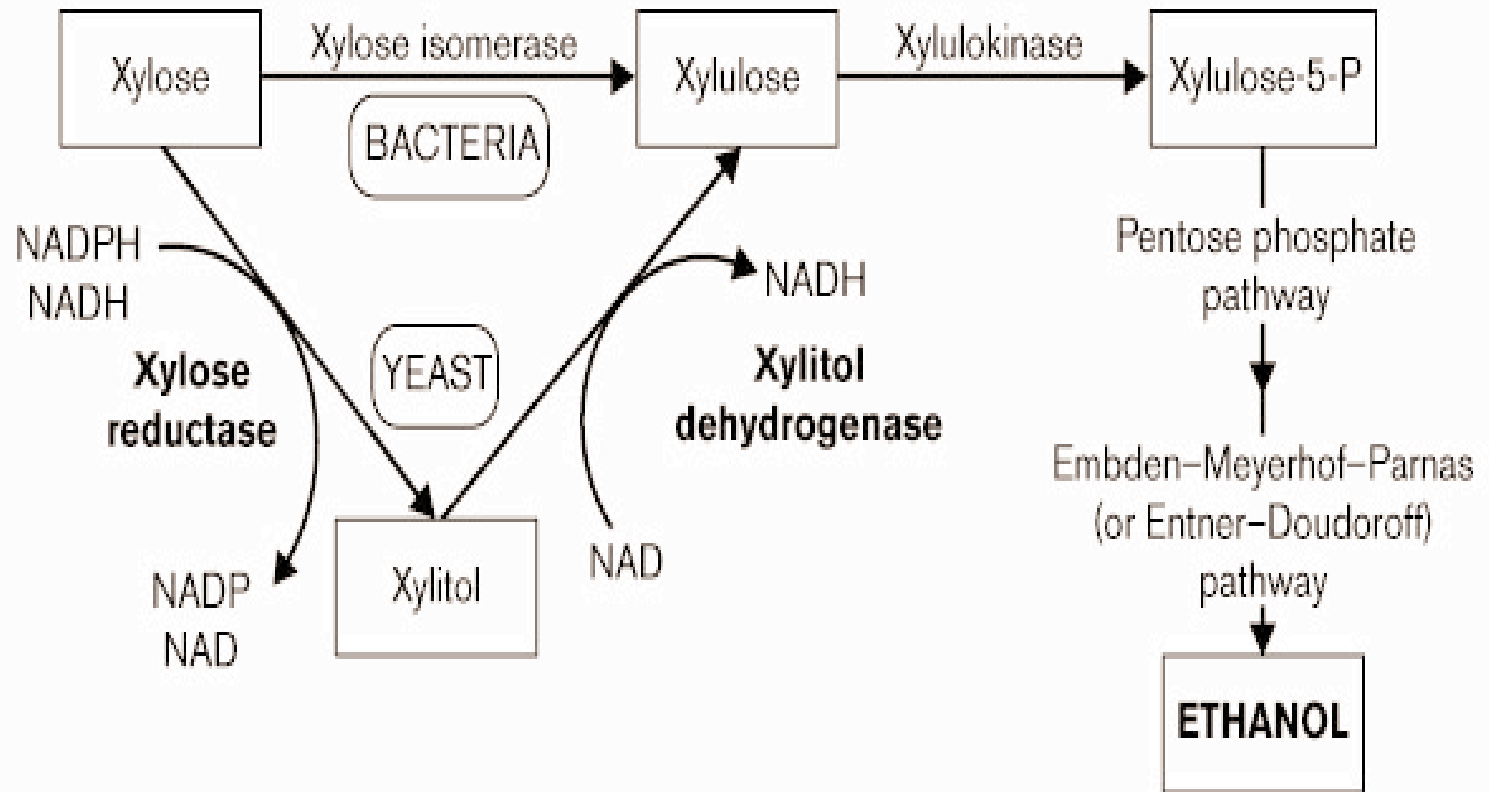 Xylose isomerase
Xylulokinase
Xylose
Xylulose
Xylulose-5-P
BACTERIA
NADPH
NADH
Pentose phosphate
pathway
NADH
Xylose
reductase
YEAST
Xylitol
dehydrogenase
Embden–Meyerhof–Parnas
(or Entner–Doudoroff)
pathway
NADP
NAD
Xylitol
NAD
ETHANOL